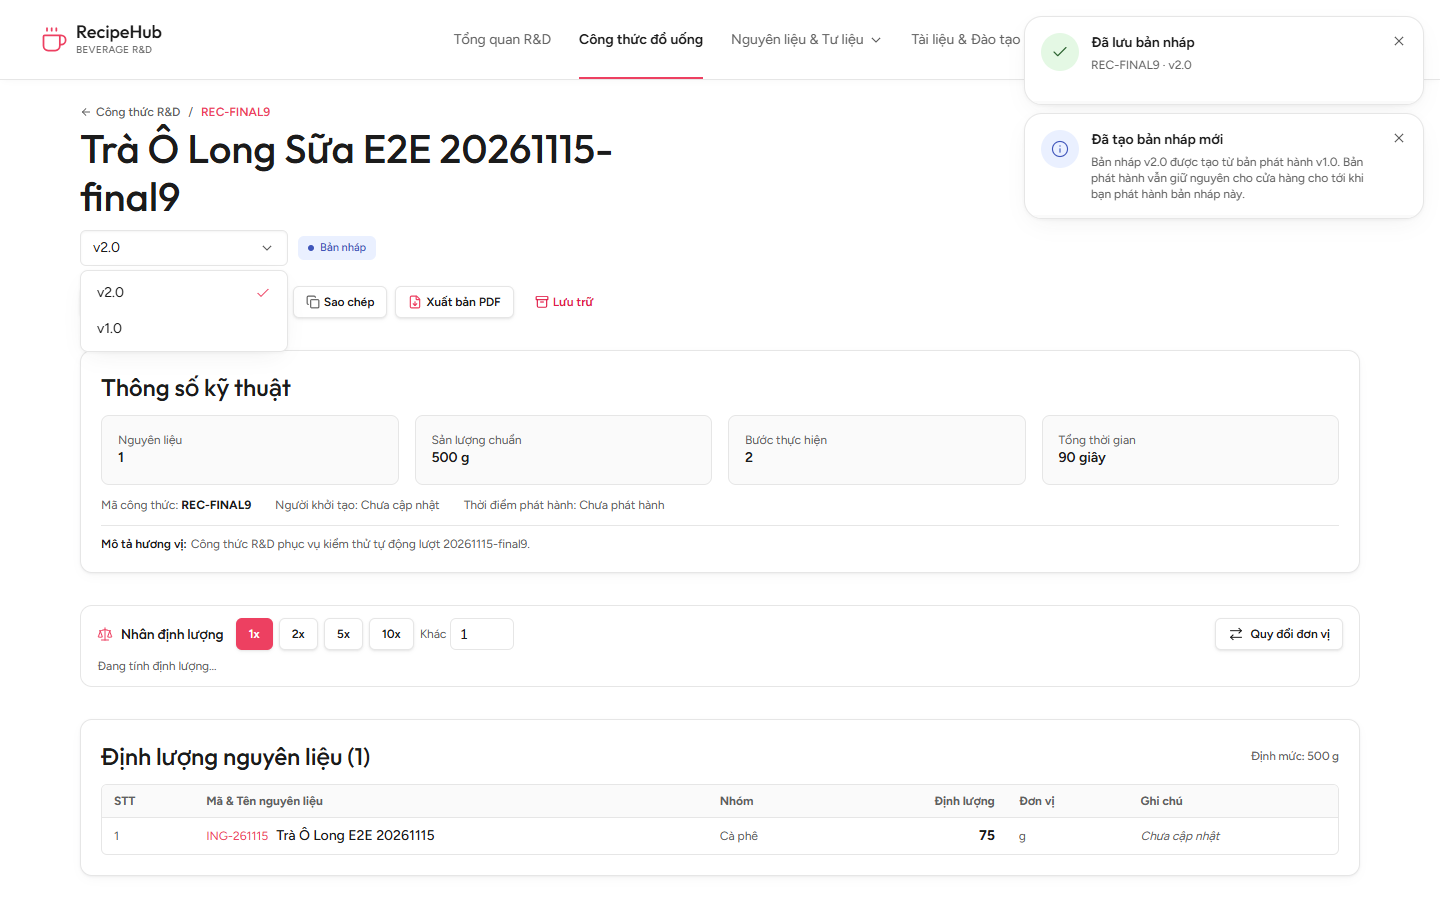 RecipeHub
BEVERAGE R&D
Tổng quan R&D
Công thức đồ uống
Nguyên liệu & Tư liệu
Tài liệu & Đào tạo
Đã lưu bản nháp
REC-FINAL9 · v2.0
Đã tạo bản nháp mới
Bản nháp v2.0 được tạo từ bản phát hành v1.0. Bản
phát hành vẫn giữ nguyên cho cửa hàng cho tới khi
bạn phát hành bản nháp này.
Công thức R&D / REC-FINAL9
Trà Ô Long Sữa E2E 20261115-
final9
v2.0
Bản nháp
v2.0
v1.0
Sao chép
Xuất bản PDF
Lưu trữ
Thông số kỹ thuật
Nguyên liệu
1
Sản lượng chuẩn
500 g
Bước thực hiện
2
Tổng thời gian
90 giây
Mã công thức: REC-FINAL9
Người khởi tạo: Chưa cập nhật
Thời điểm phát hành: Chưa phát hành
Mô tả hương vị: Công thức R&D phục vụ kiểm thử tự động lượt 20261115-final9.
Nhân định lượng
1x
2x
5x
10x
Khác
1
Quy đổi đơn vị
Đang tính định lượng...
Định lượng nguyên liệu (1)
Định mức: 500 g
STT
Mã & Tên nguyên liệu
Nhóm
Định lượng
Đơn vị
Ghi chú
1
ING-261115 Trà Ô Long E2E 20261115
Cà phê
75
g
Chưa cập nhật